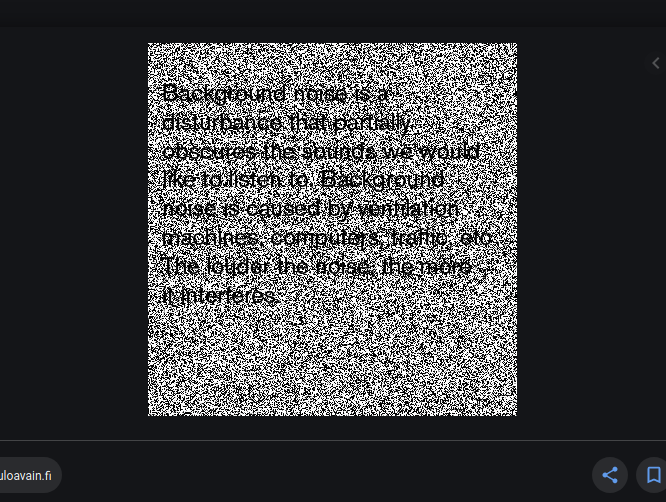 Background noise is a
disturbance that partially
obscures the sounds we would
like to listen to. Background
noise is caused by ventilation
machines, computers, traffic, etc.
The louder the noise, the more
it interferes.
uloavain.fi